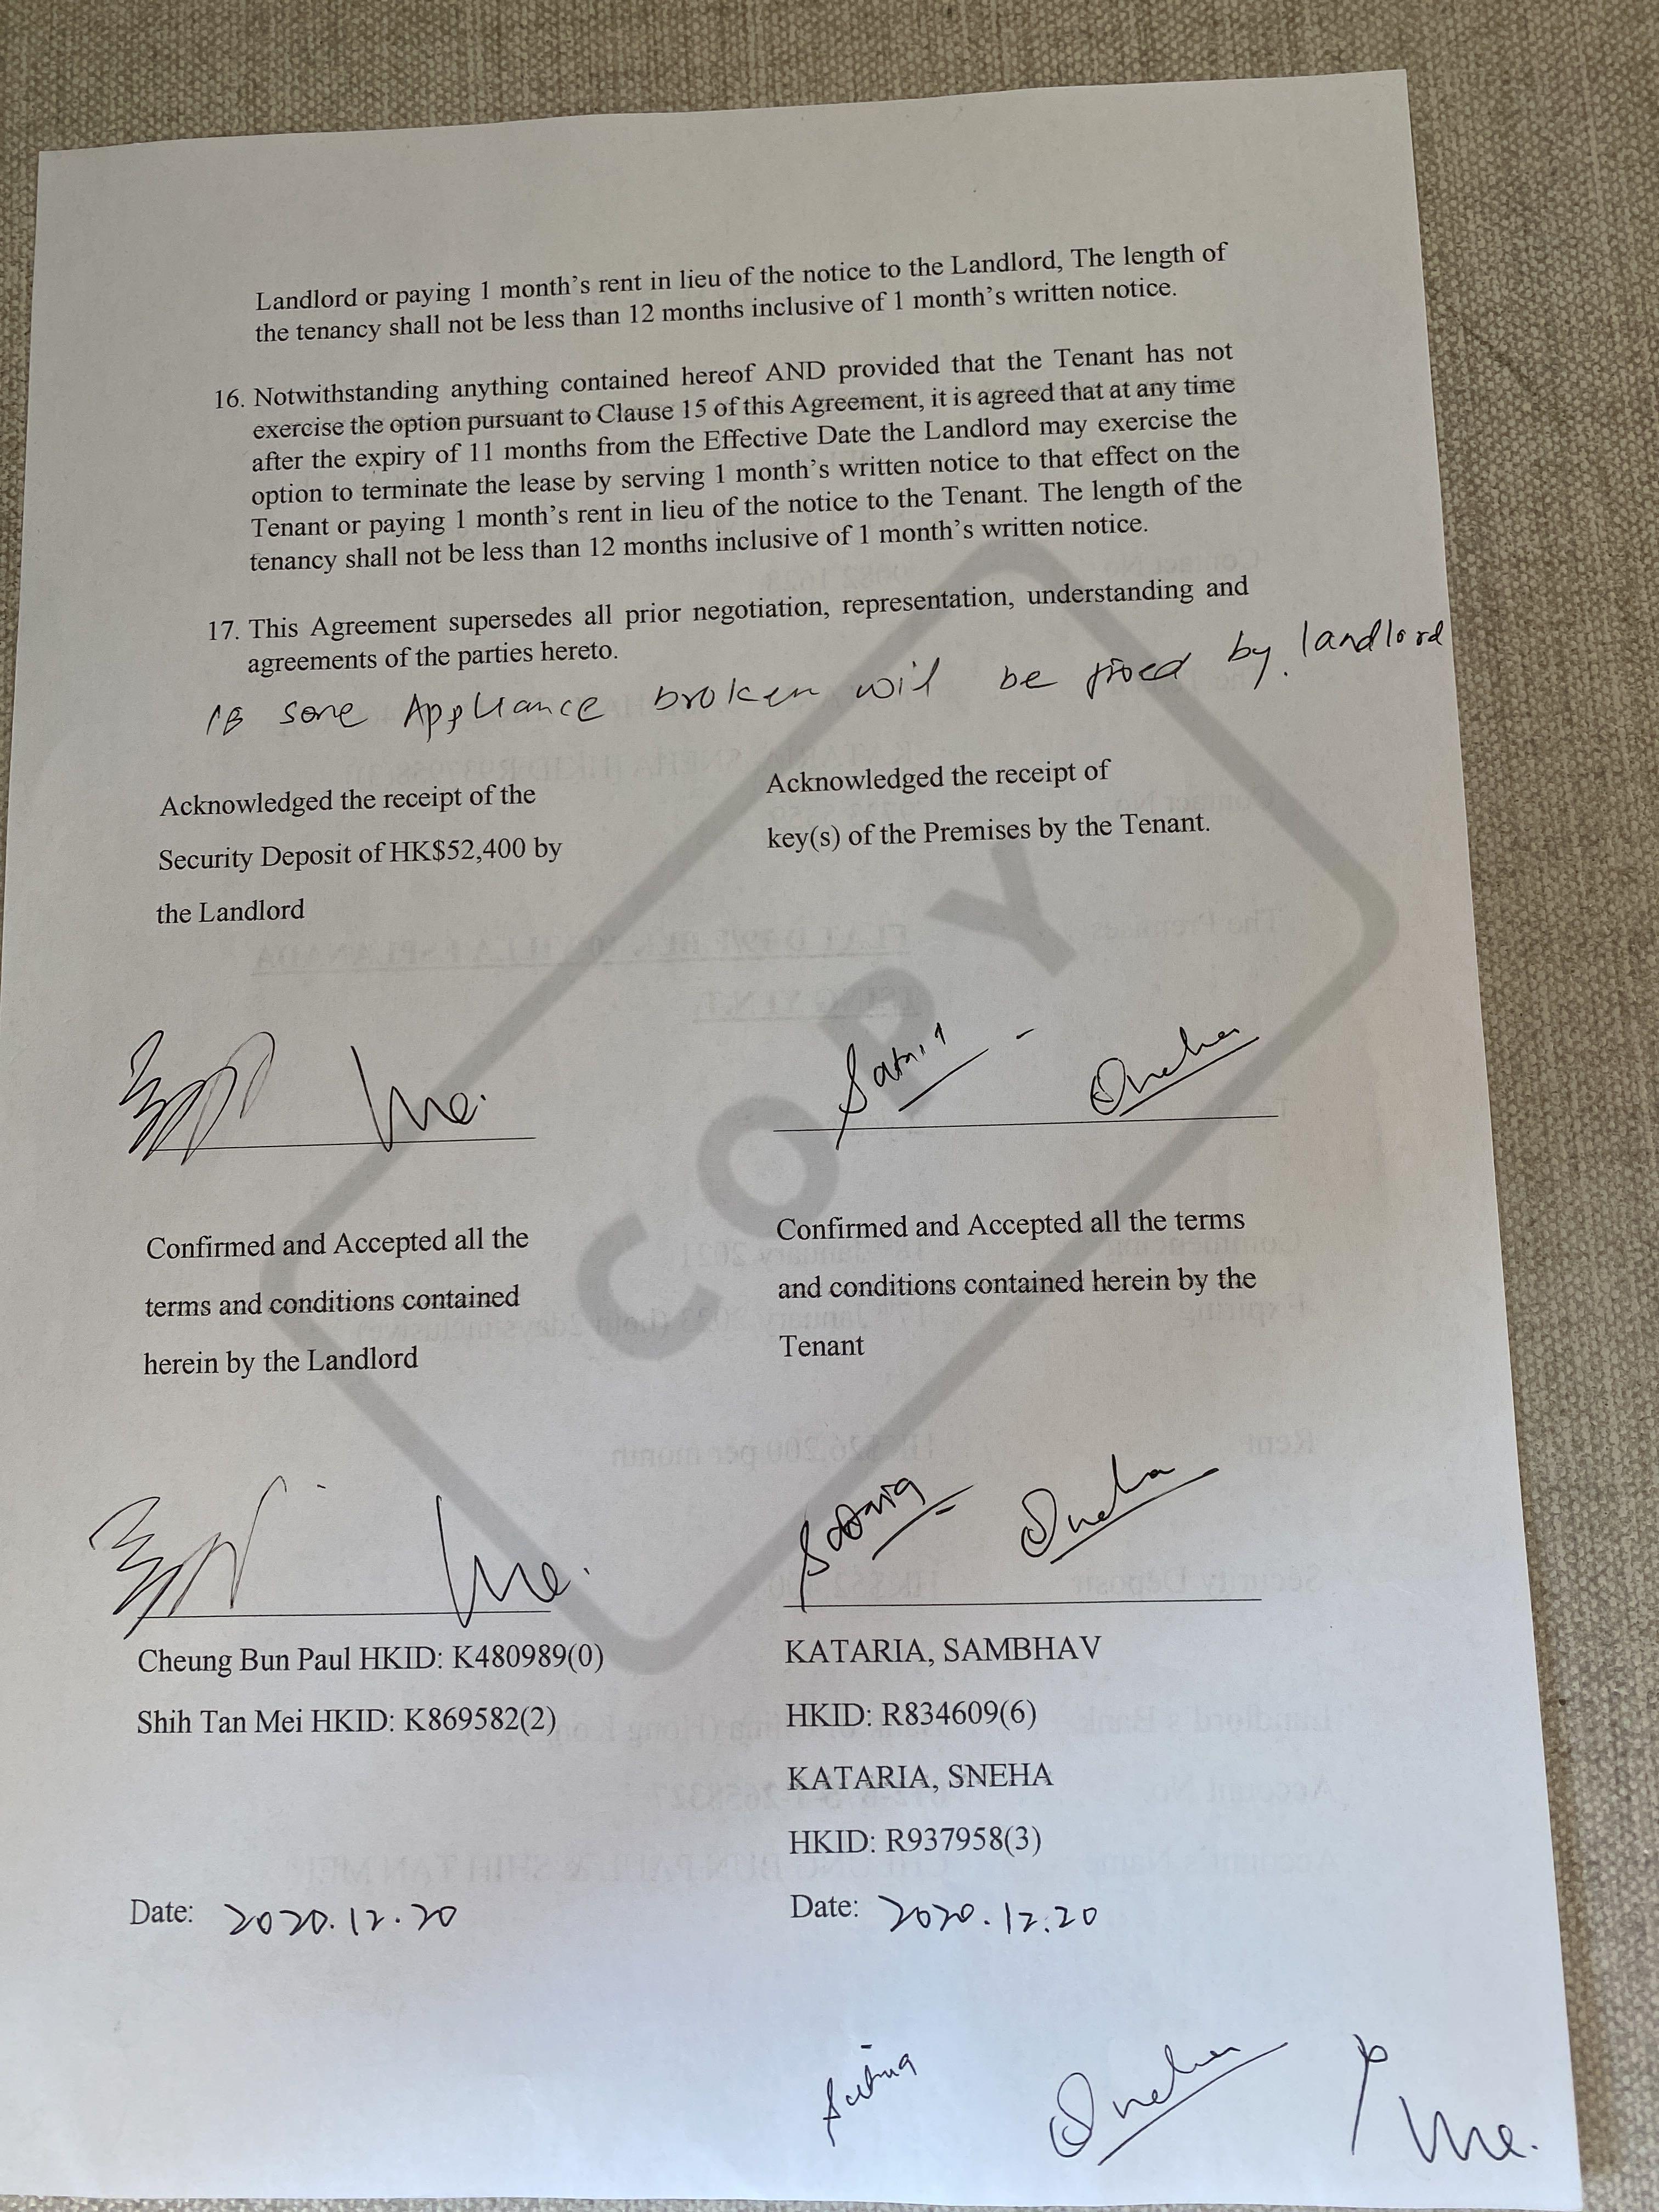 Landlord or paying 1 month's rent in lieu of the notice to the Landlord, The length of
the tenancy shall not be less than 12 months inclusive of 1 month's written notice.
16. Notwithstanding anything contained hereof AND provided that the Tenant has not
exercise the option pursuant to Clause 15 of this Agreement, it is agreed that at any time
after the expiry of 11 months from the Effective Date the Landlord may exercise the
option to terminate the lease by serving 1 month's written notice to that effect on the
Tenant or paying 1 month's rent in lieu of the notice to the Tenant. The length of the
tenancy shall not be less than 12 months inclusive of 1 month's written notice.
17. This Agreement supersedes all prior negotiation, representation, understanding and
agreements of the parties hereto.
18 some Appliance broken will be fixed by landlord
Acknowledged the receipt of the
Security Deposit of HK$52,400 by
the Landlord
Acknowledged the receipt of
key(s) of the Premises by the Tenant.
COPY
Sneha
Confirmed and Accepted all the
terms and conditions contained
herein by the Landlord
Confirmed and Accepted all the terms
and conditions contained herein by the
Tenant
Sneha
Cheung Bun Paul HKID: K480989(0)
Shih Tan Mei HKID: K869582(2)
Date: 2020.12.20
KATARIA, SAMBHAV
HKID: R834609(6)
KATARIA, SNEHA
HKID: R937958(3)
Date: 2020.12.20
Sneha